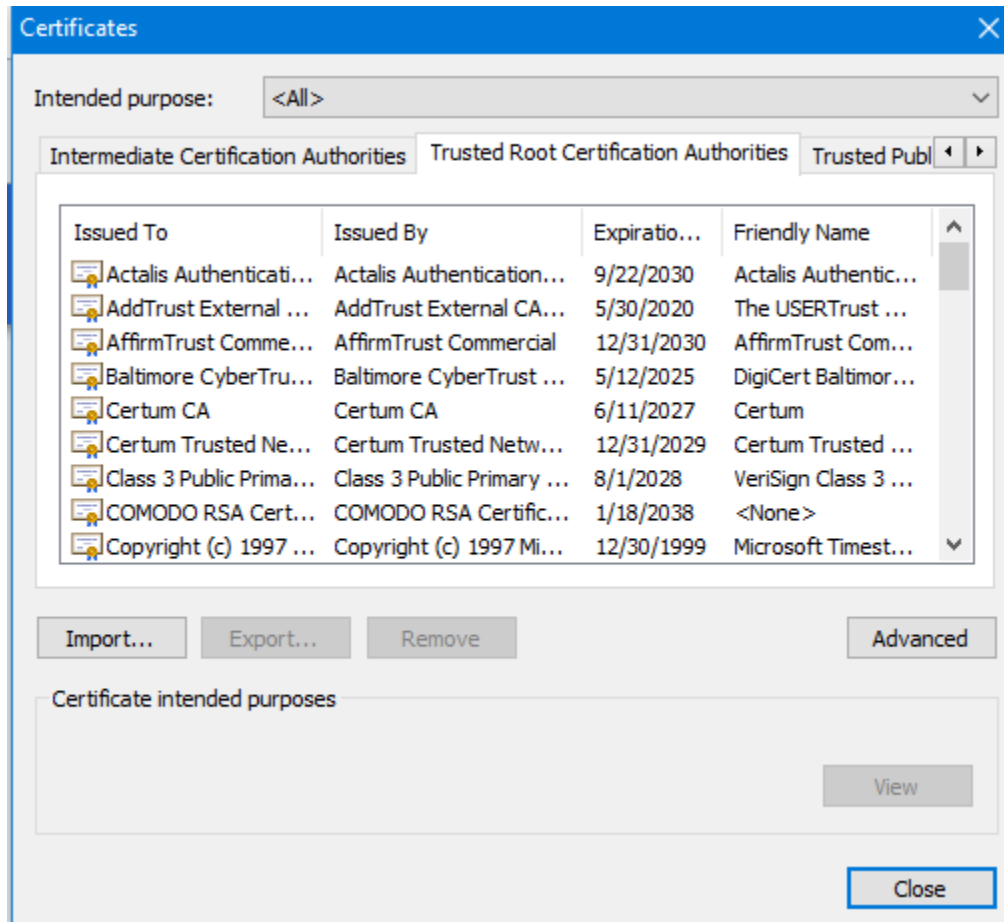 Certificates
Intended purpose: <All>
Intermediate Certification Authorities Trusted Root Certification Authorities Trusted Publ
Issued To Issued By Expiratio... Friendly Name
Actalis Authenticati... Actalis Authentication... 9/22/2030 Actalis Authentic...
AddTrust External ... AddTrust External CA... 5/30/2020 The USERTrust ...
AffirmTrust Comme... AffirmTrust Commercial 12/31/2030 AffirmTrust Com...
Baltimore CyberTru... Baltimore CyberTrust ... 5/12/2025 DigiCert Baltimor...
Certum CA Certum CA 6/11/2027 Certum
Certum Trusted Ne... Certum Trusted Netw... 12/31/2029 Certum Trusted ...
Class 3 Public Prima... Class 3 Public Primary ... 8/1/2028 VeriSign Class 3 ...
COMODO RSA Cert... COMODO RSA Certific... 1/18/2038 <None>
Copyright (c) 1997 ... Copyright (c) 1997 Mi... 12/30/1999 Microsoft Timest...
Import... Export... Remove Advanced
Certificate intended purposes
View
Close